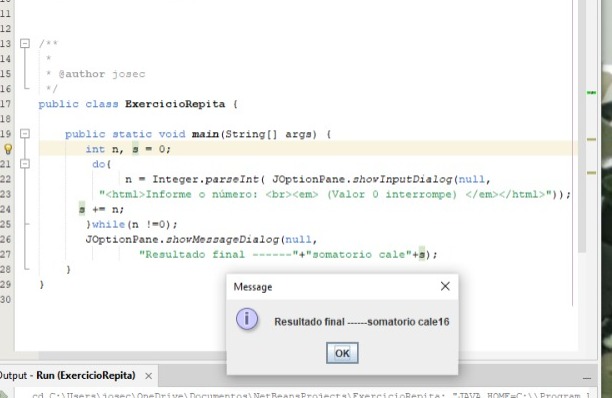 11
12
13 /**
14 *
15 * @author josec
16 */
17 public class ExercicioRepita {
18
19 public static void main(String[] args) {
int n, s = 0;
21 do{
22 n = Integer.parseInt( JOptionPane.showInputDialog(null,
23 "<html>Informe o número: <br><em> (Valor 0 interrompe) </em></html>"));
24 s += n;
25 }while(n !=0);
26 JOptionPane.showMessageDialog(null,
27 "Resultado final ------"+"somatorio cale"+s);
28 }
29 }
30
Message
Resultado final ------somatorio cale16
OK
Output - Run (ExercicioRepita) ×
cd C:\Users\josec\OneDrive\Documentos\NetBeansProjects\ExercicioRepita; "JAVA_HOME=C:\\Program